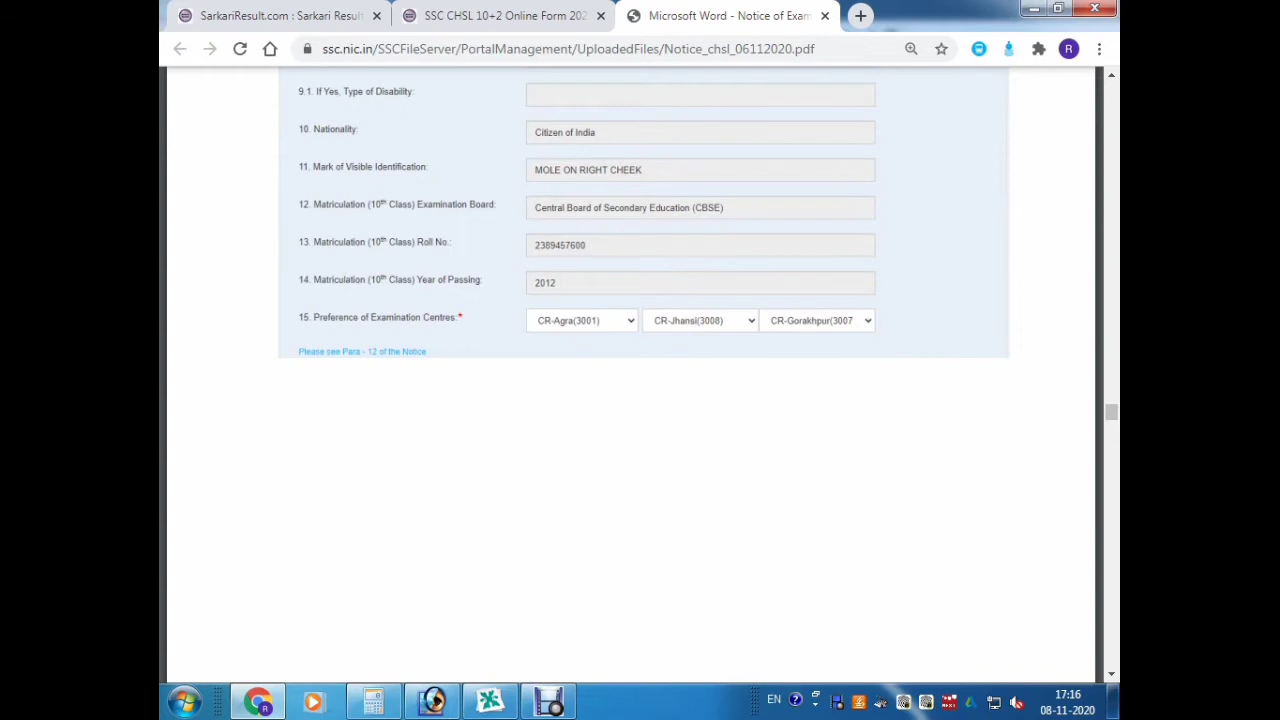 SarkariResult.com : Sarkari Resul
SSC CHSL 10+2 Online Form 202
Microsoft Word - Notice of Exam
ssc.nic.in/SSCFileServer/PortalManagement/UploadedFiles/Notice_chsl_06112020.pdf
R
9.1. If Yes, Type of Disability:
10. Nationality: Citizen of India
11. Mark of Visible Identification: MOLE ON RIGHT CHEEK
12. Matriculation (10th Class) Examination Board: Central Board of Secondary Education (CBSE)
13. Matriculation (10th Class) Roll No.: 2389457600
14. Matriculation (10th Class) Year of Passing: 2012
15. Preference of Examination Centres:* CR-Agra(3001) CR-Jhansi(3008) CR-Gorakhpur(3007
Please see Para - 12 of the Notice
EN
17:16
08-11-2020